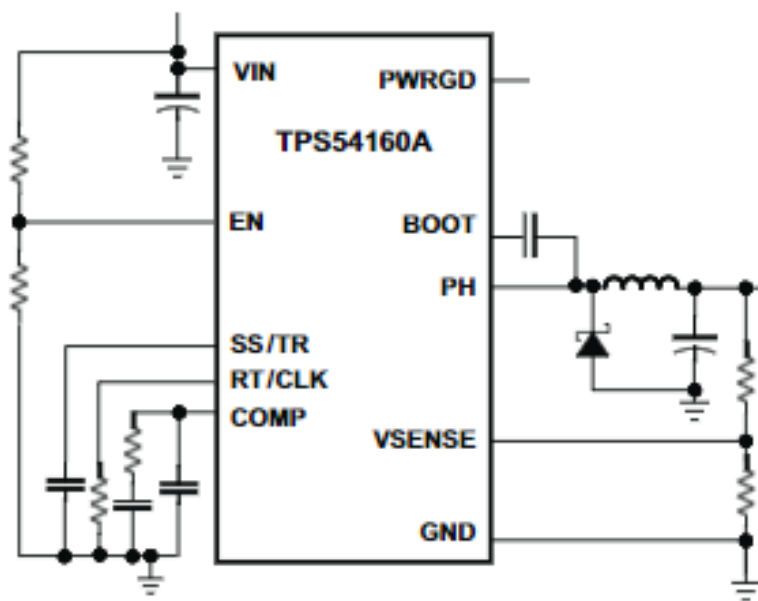 VIN
PWRGD
TPS54160A
EN
BOOT
PH
SS/TR
RT/CLK
COMP
VSENSE
GND